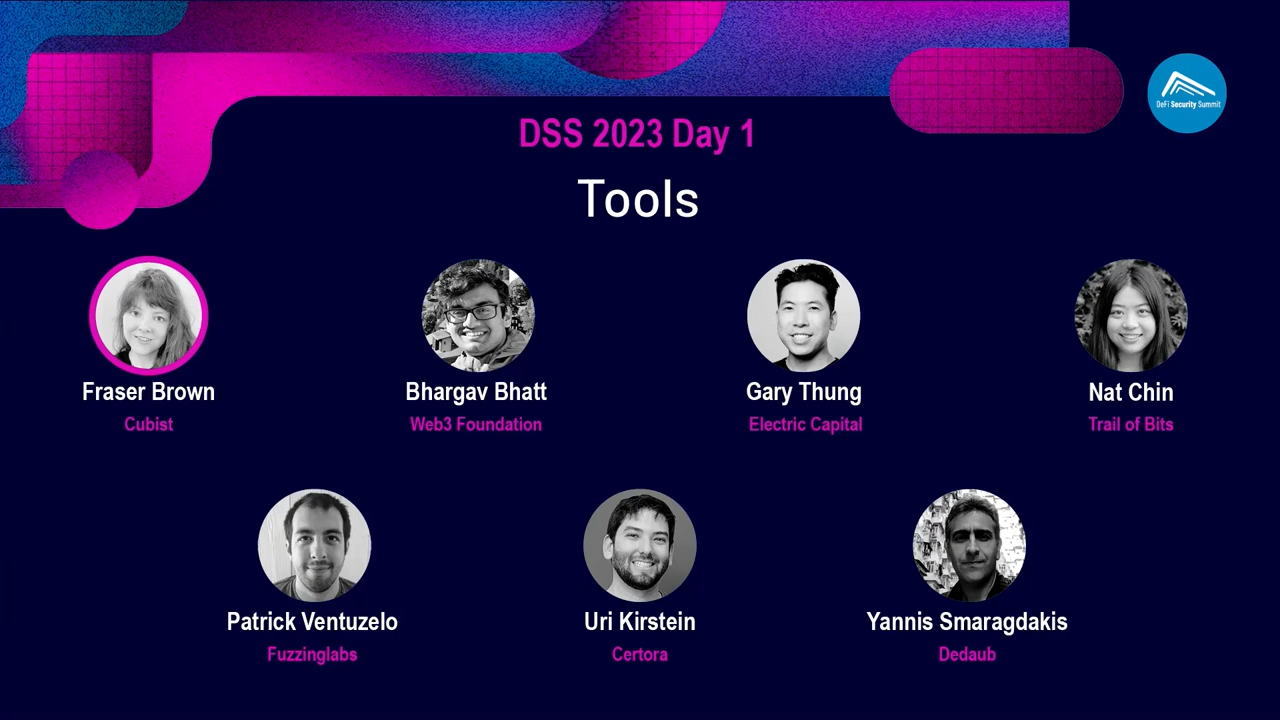 DeFi Security Summit
DSS 2023 Day 1
Tools
Fraser Brown
Cubist
Bhargav Bhatt
Web3 Foundation
Gary Thung
Electric Capital
Nat Chin
Trail of Bits
Patrick Ventuzelo
Fuzzinglabs
Uri Kirstein
Certora
Yannis Smaragdakis
Dedaub